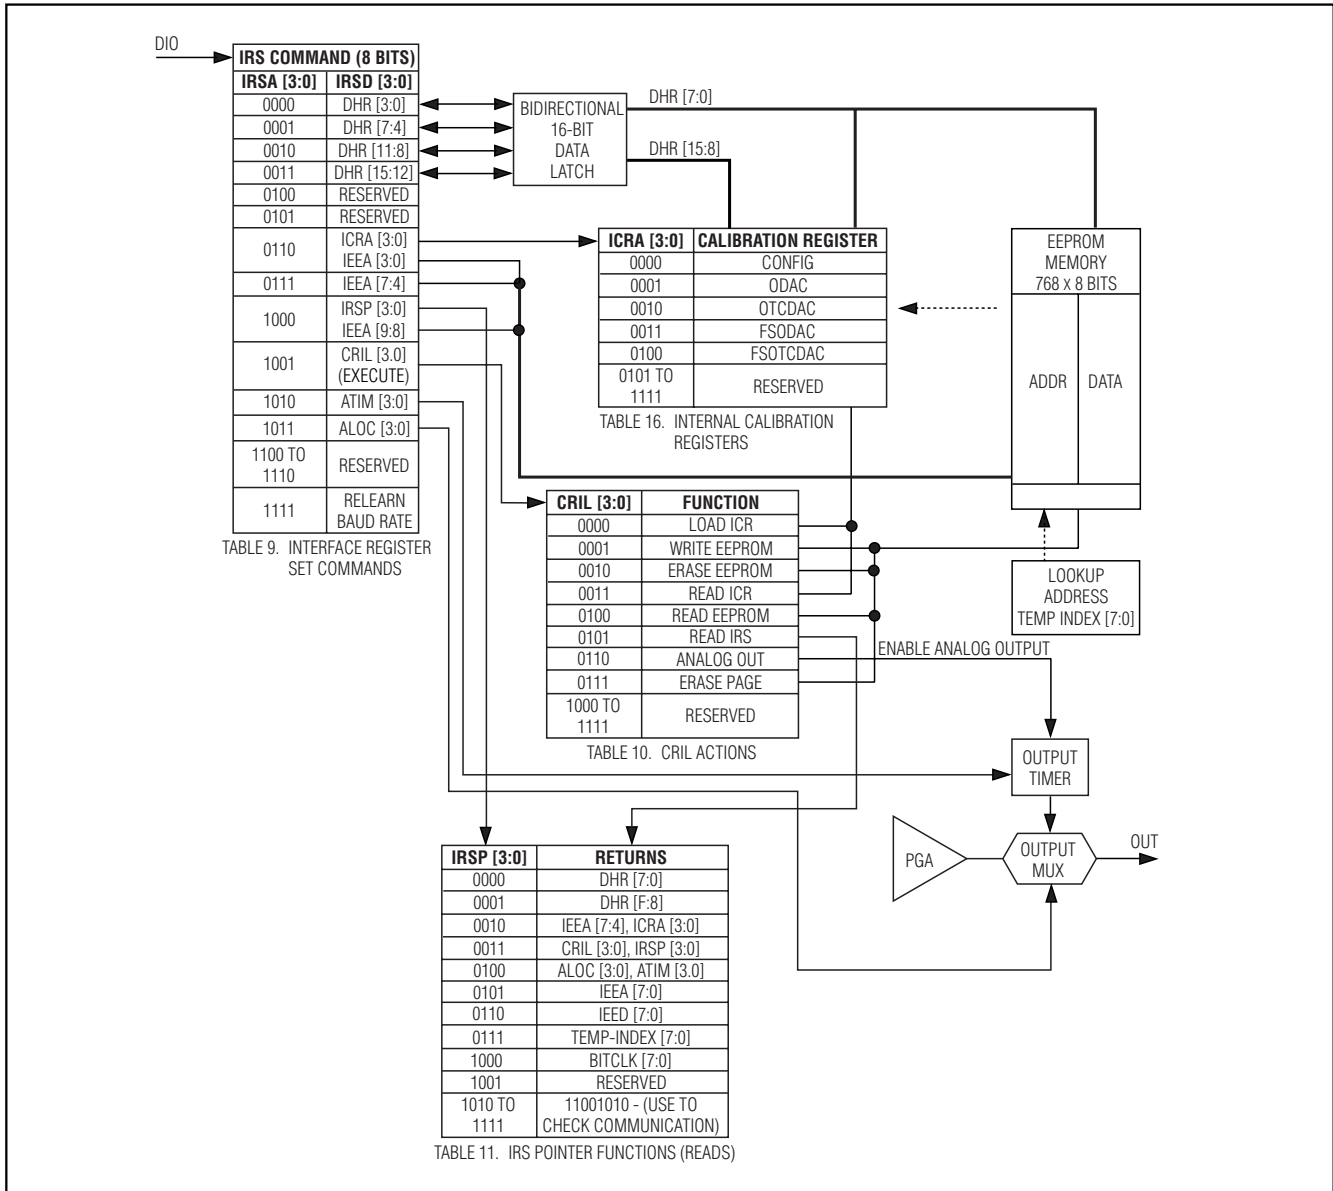 DIO
IRS COMMAND (8 BITS)
IRSA [3:0] IRSD [3:0]
0000 DHR [3:0]
0001 DHR [7:4]
0010 DHR [11:8]
0011 DHR [15:12]
0100 RESERVED
0101 RESERVED
0110 ICRA [3:0]
IEEA [3:0]
0111 IEEA [7:4]
1000 IRSP [3:0]
IEEA [9:8]
1001 CRIL [3.0]
(EXECUTE)
1010 ATIM [3:0]
1011 ALOC [3:0]
1100 TO
1110 RESERVED
1111 RELEARN
BAUD RATE
TABLE 9. INTERFACE REGISTER
SET COMMANDS
BIDIRECTIONAL
16-BIT
DATA
LATCH
DHR [7:0]
DHR [15:8]
ICRA [3:0] CALIBRATION REGISTER
0000 CONFIG
0001 ODAC
0010 OTCDAC
0011 FSODAC
0100 FSOTCDAC
0101 TO
1111 RESERVED
TABLE 16. INTERNAL CALIBRATION
REGISTERS
EEPROM
MEMORY
768 X 8 BITS
ADDR DATA
LOOKUP
ADDRESS
TEMP INDEX [7:0]
CRIL [3:0] FUNCTION
0000 LOAD ICR
0001 WRITE EEPROM
0010 ERASE EEPROM
0011 READ ICR
0100 READ EEPROM
0101 READ IRS
0110 ANALOG OUT
0111 ERASE PAGE
1000 TO
1111 RESERVED
TABLE 10. CRIL ACTIONS
ENABLE ANALOG OUTPUT
OUTPUT
TIMER
PGA
OUTPUT
MUX
OUT
IRSP [3:0] RETURNS
0000 DHR [7:0]
0001 DHR [F:8]
0010 IEEA [7:4], ICRA [3:0]
0011 CRIL [3:0], IRSP [3:0]
0100 ALOC [3:0], ATIM [3.0]
0101 IEEA [7:0]
0110 IEED [7:0]
0111 TEMP-INDEX [7:0]
1000 BITCLK [7:0]
1001 RESERVED
1010 TO 11001010 - (USE TO
1111 CHECK COMMUNICATION)
TABLE 11. IRS POINTER FUNCTIONS (READS)